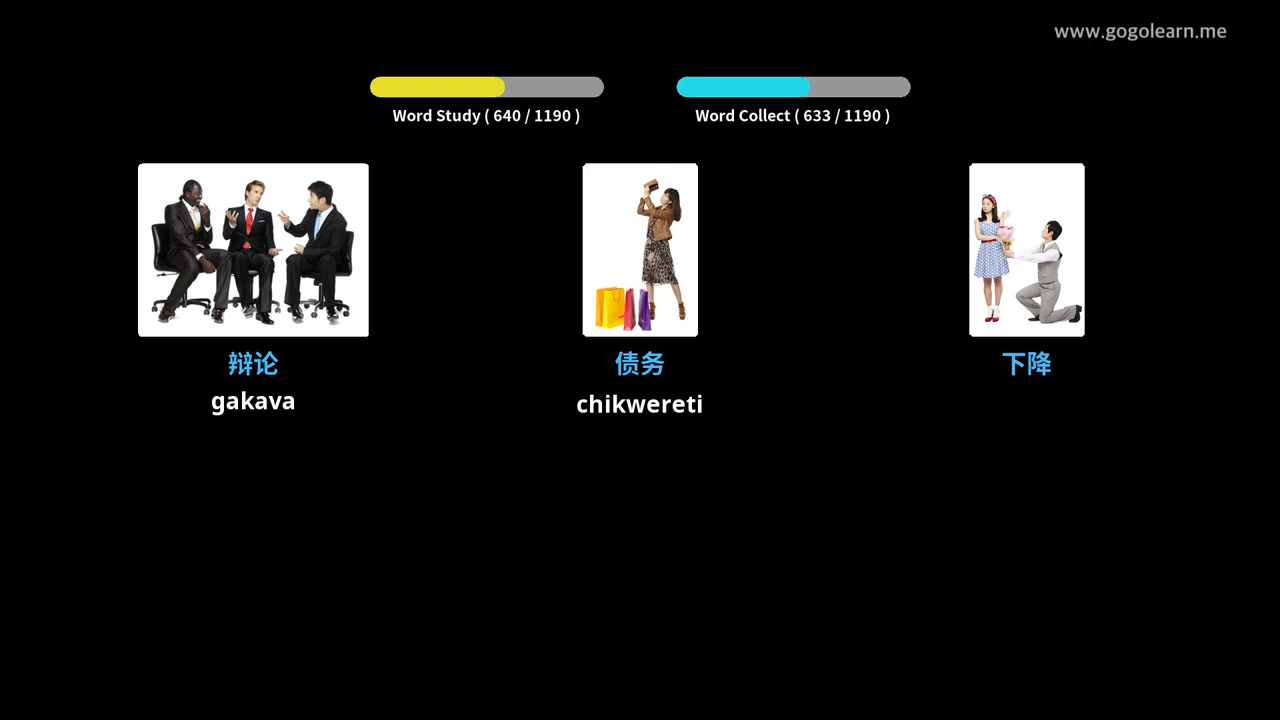 www.gogolearn.me
Word Study ( 640 / 1190 )
Word Collect ( 633 / 1190 )
辩论
债务
下降
gakava
chikwereti